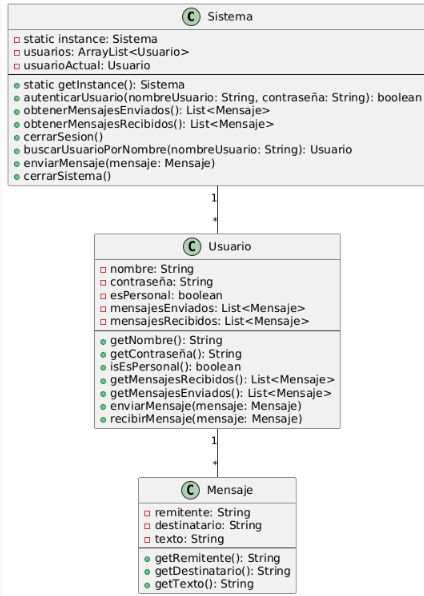 C Sistema
static instance: Sistema
usuarios: ArrayList<Usuario>
usuarioActual: Usuario
static getInstance(): Sistema
autenticarUsuario(nombreUsuario: String, contraseña: String): boolean
obtenerMensajesEnviados(): List<Mensaje>
obtenerMensajesRecibidos(): List<Mensaje>
cerrarSesion()
buscarUsuarioPorNombre(nombreUsuario: String): Usuario
enviarMensaje(mensaje: Mensaje)
cerrarSistema()
1
*
C Usuario
nombre: String
contraseña: String
esPersonal: boolean
mensajesEnviados: List<Mensaje>
mensajesRecibidos: List<Mensaje>
getNombre(): String
getContraseña(): String
isEsPersonal(): boolean
getMensajesRecibidos(): List<Mensaje>
getMensajesEnviados(): List<Mensaje>
enviarMensaje(mensaje: Mensaje)
recibirMensaje(mensaje: Mensaje)
1
*
C Mensaje
remitente: String
destinatario: String
texto: String
getRemitente(): String
getDestinatario(): String
getTexto(): String